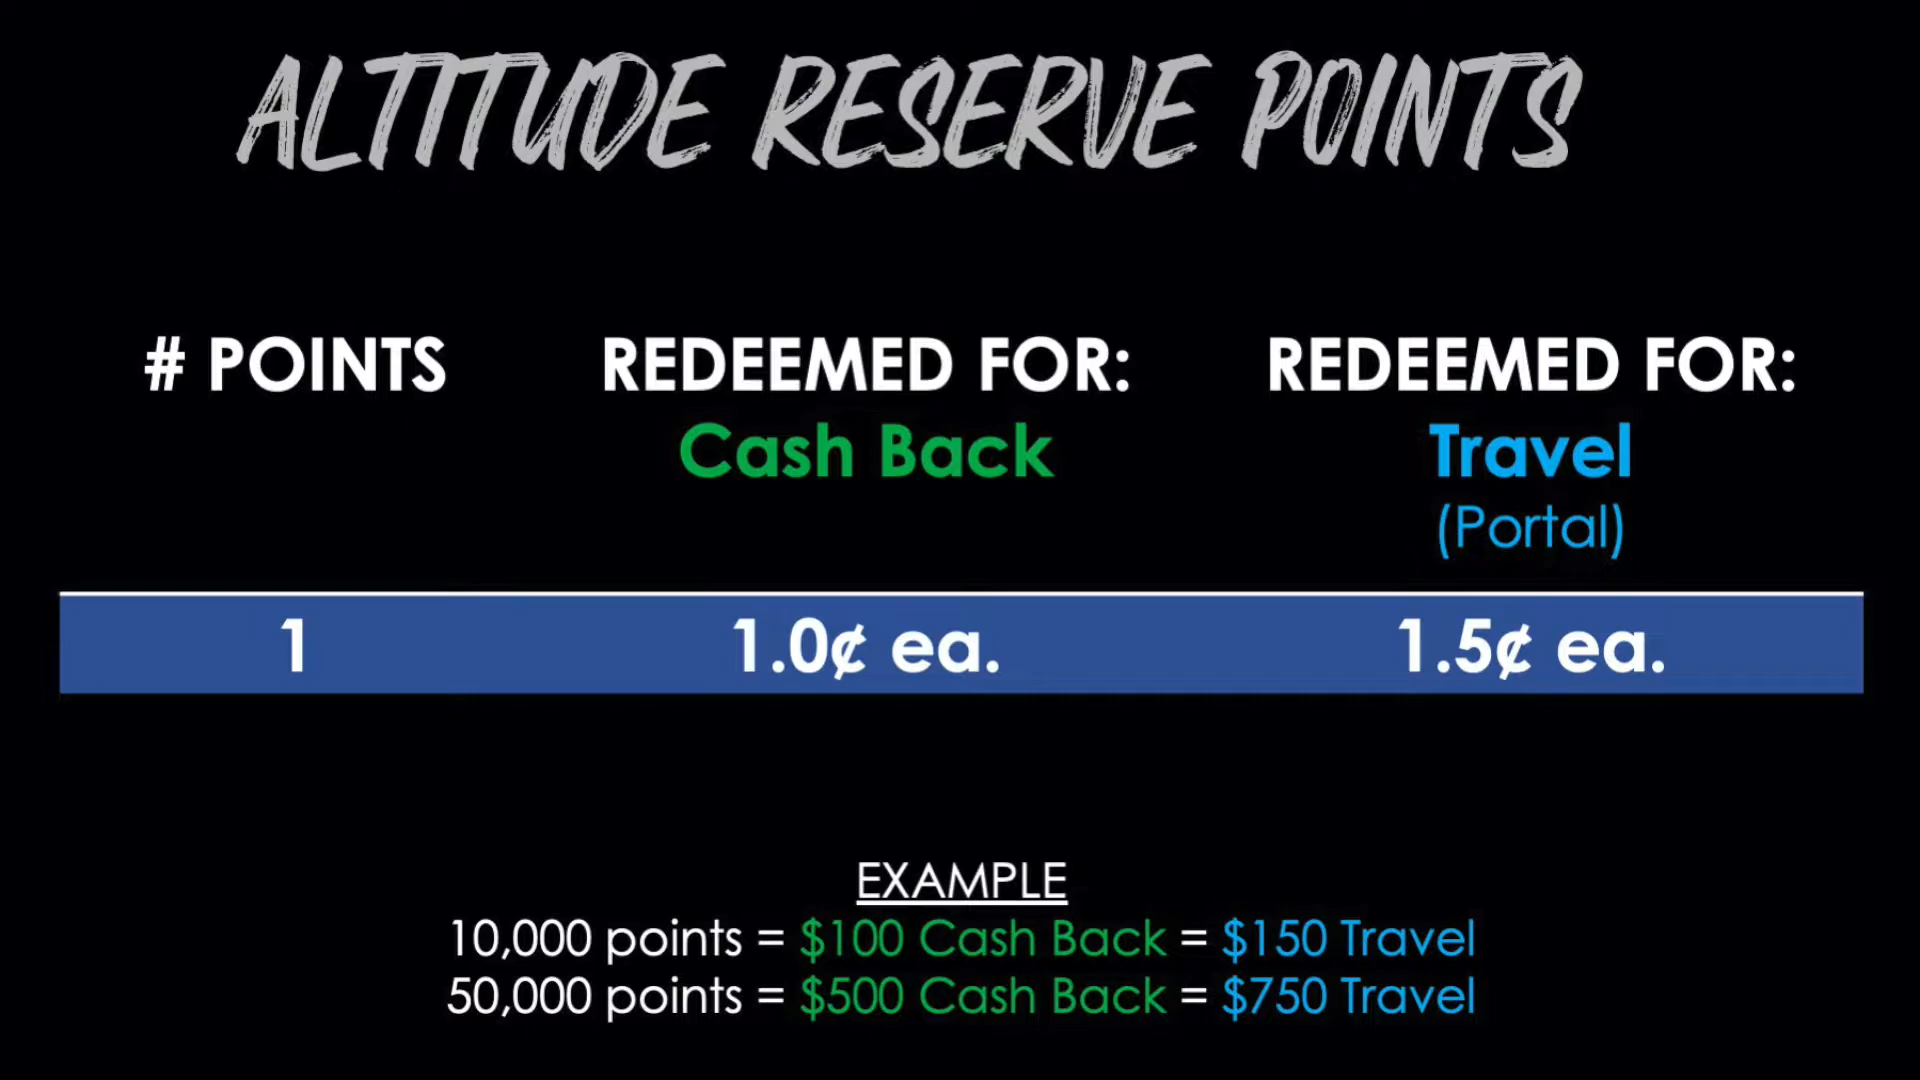 ALTITUDE RESERVE POINTS
# POINTS REDEEMED FOR: REDEEMED FOR:
Cash Back Travel
(Portal)
1 1.0¢ ea. 1.5¢ ea.
EXAMPLE
10,000 points = $100 Cash Back = $150 Travel
50,000 points = $500 Cash Back = $750 Travel